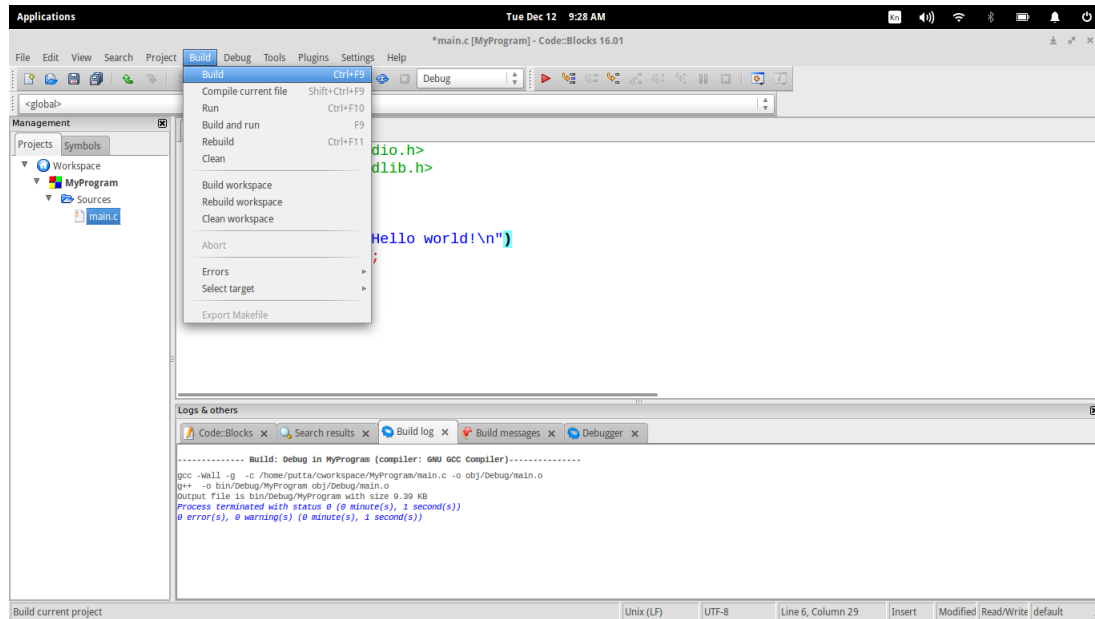 Applications
Tue Dec 12 9:28 AM
Kn
*main.c [MyProgram] - Code::Blocks 16.01
File Edit View Search Project Build Debug Tools Plugins Settings Help
Debug
<global>
Build Ctrl+F9
Compile current file Shift+Ctrl+F9
Run Ctrl+F10
Build and run F9
Rebuild Ctrl+F11
Clean
Build workspace
Rebuild workspace
Clean workspace
Abort
Errors
Select target
Export Makefile
Management
Projects Symbols
Workspace
MyProgram
Sources
main.c
dio.h>
dlib.h>
Hello world!\n")
;
Logs & others
Code::Blocks Search results Build log Build messages Debugger
-------------- Build: Debug in MyProgram (compiler: GNU GCC Compiler)---------------
gcc -Wall -g -c /home/putta/cworkspace/MyProgram/main.c -o obj/Debug/main.o
g++ -o bin/Debug/MyProgram obj/Debug/main.o
Output file is bin/Debug/MyProgram with size 9.39 KB
Process terminated with status 0 (0 minute(s), 1 second(s))
0 error(s), 0 warning(s) (0 minute(s), 1 second(s))
Build current project
Unix (LF) UTF-8 Line 6, Column 29 Insert Modified Read/Write default